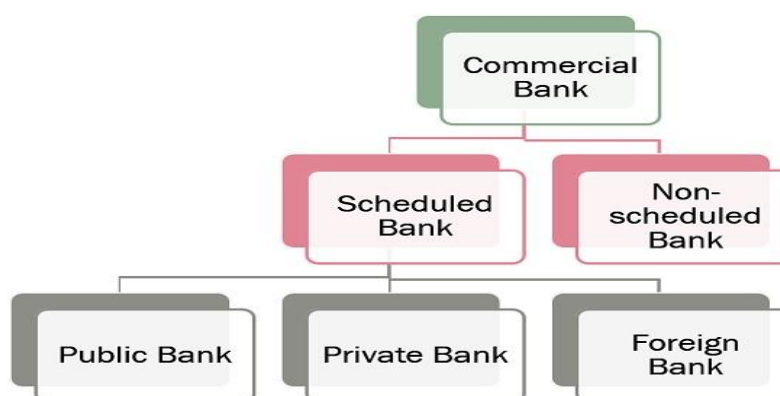 Commercial
Bank
Scheduled
Bank
Non-
scheduled
Bank
Public Bank
Private Bank
Foreign
Bank